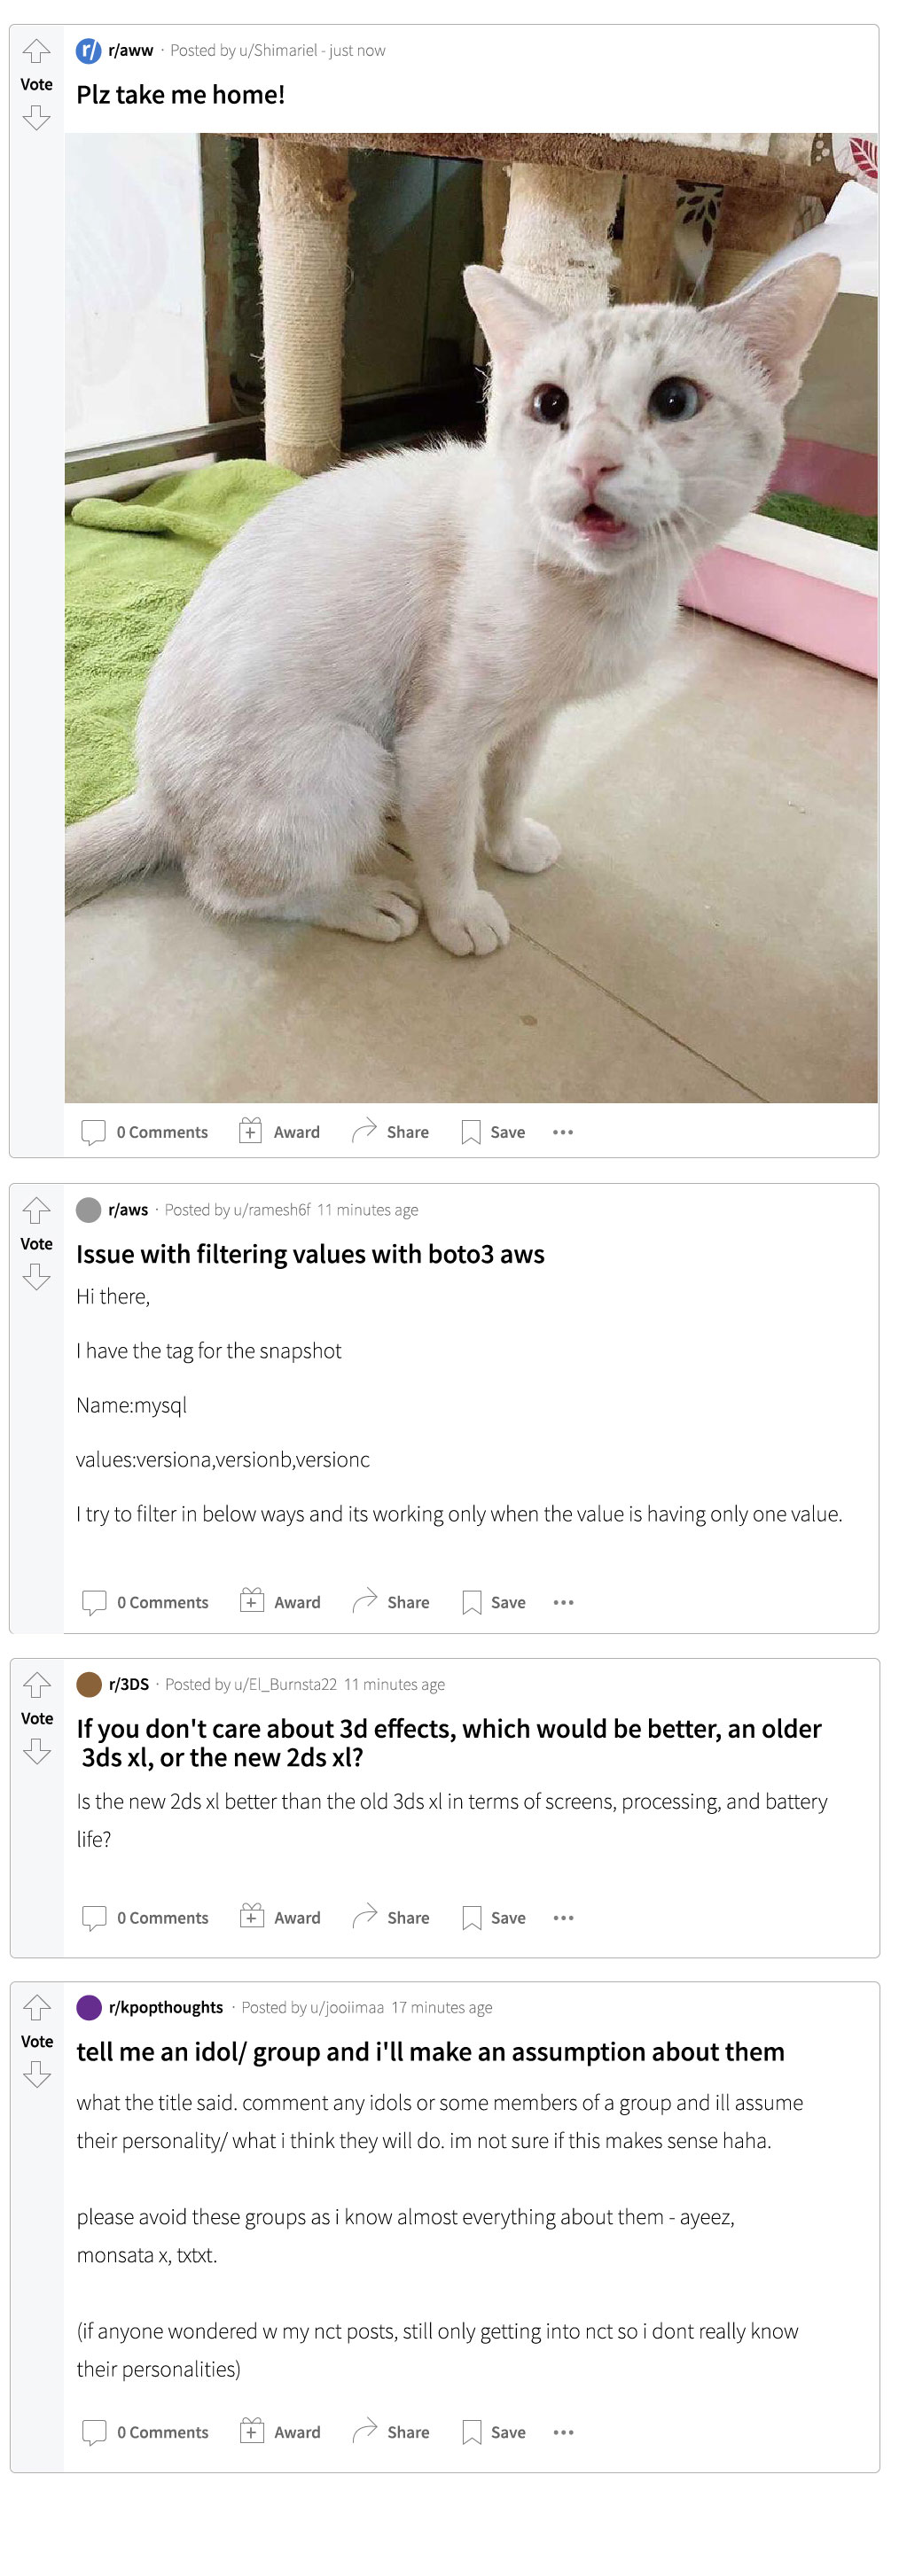 r/ r/aww · Posted by u/Shimariel - just now
Vote
Plz take me home!
0 Comments Award Share Save •••
r/aws · Posted by u/ramesh6f 11 minutes ago
Vote
Issue with filtering values with boto3 aws
Hi there,
I have the tag for the snapshot
Name:mysql
values:versiona,versionb,versionc
I try to filter in below ways and its working only when the value is having only one value.
0 Comments Award Share Save •••
r/3DS · Posted by u/El_Burnsta22 11 minutes ago
Vote
If you don't care about 3d effects, which would be better, an older
3ds xl, or the new 2ds xl?
Is the new 2ds xl better than the old 3ds xl in terms of screens, processing, and battery
life?
0 Comments Award Share Save •••
r/kpopthoughts · Posted by u/jooiimaa 17 minutes ago
Vote
tell me an idol/ group and i'll make an assumption about them
what the title said. comment any idols or some members of a group and ill assume
their personality/ what i think they will do. im not sure if this makes sense haha.
please avoid these groups as i know almost everything about them - ayeez,
monsata x, txtxt.
(if anyone wondered w my nct posts, still only getting into nct so i dont really know
their personalities)
0 Comments Award Share Save •••